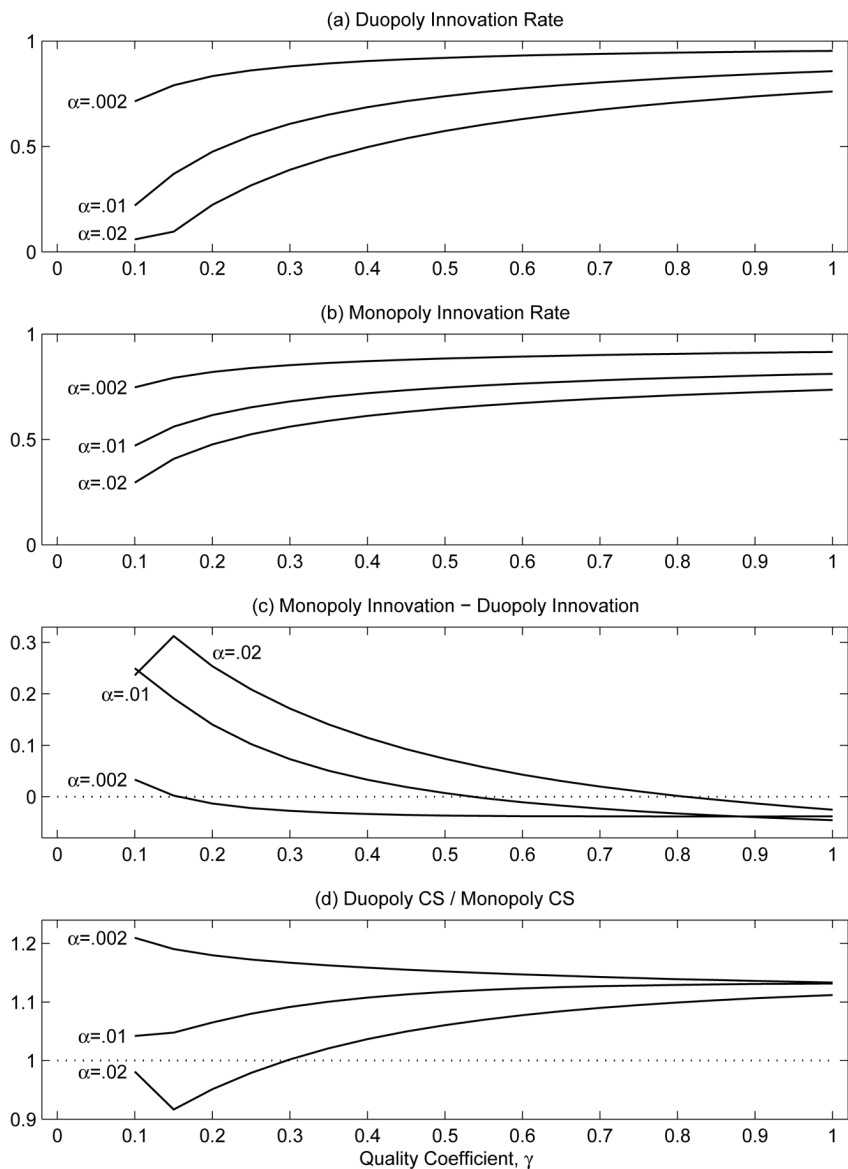 (a) Duopoly Innovation Rate
1
α=.002
0.5
α=.01
α=.02
0
0 0.1 0.2 0.3 0.4 0.5 0.6 0.7 0.8 0.9 1
(b) Monopoly Innovation Rate
1
α=.002
0.5
α=.01
α=.02
0
0 0.1 0.2 0.3 0.4 0.5 0.6 0.7 0.8 0.9 1
(c) Monopoly Innovation − Duopoly Innovation
0.3
α=.02
0.2
α=.01
0.1
α=.002
0
0 0.1 0.2 0.3 0.4 0.5 0.6 0.7 0.8 0.9 1
(d) Duopoly CS / Monopoly CS
α=.002
1.2
1.1
α=.01
1
α=.02
0.9
0 0.1 0.2 0.3 0.4 0.5 0.6 0.7 0.8 0.9 1
Quality Coefficient, γ